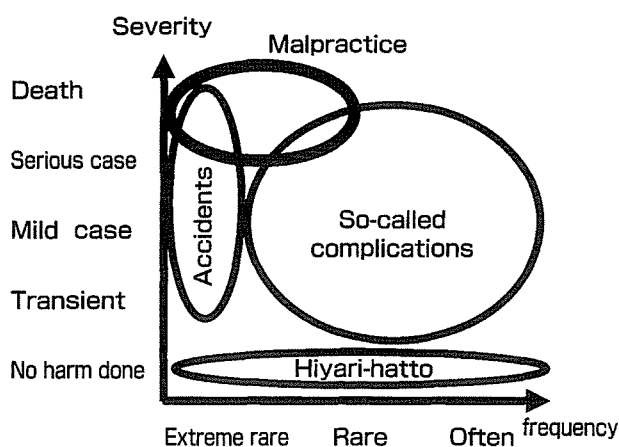 Severity
Malpractice
Death
Serious case
Mild case
Transient
No harm done
Accidents
So-called
complications
Hiyari-hatto
Extreme rare
Rare
Often
frequency